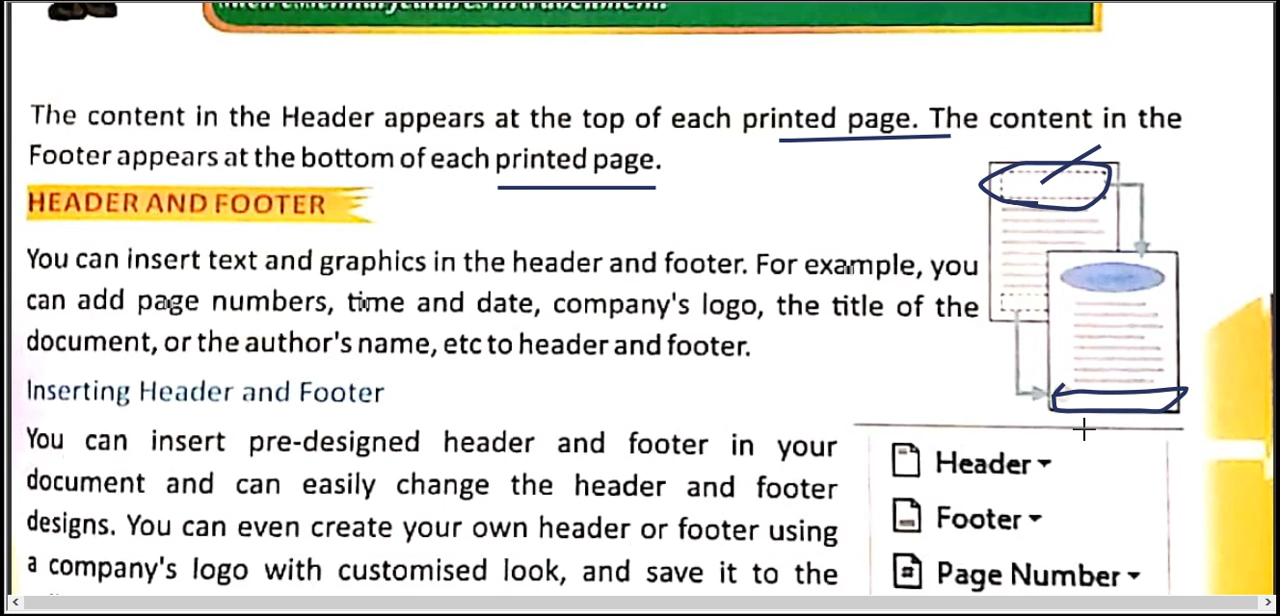 The content in the Header appears at the top of each printed page. The content in the
Footer appears at the bottom of each printed page.
HEADER AND FOOTER
You can insert text and graphics in the header and footer. For example, you
can add page numbers, time and date, company's logo, the title of the
document, or the author's name, etc to header and footer.
Inserting Header and Footer
You can insert pre-designed header and footer in your
document and can easily change the header and footer
designs. You can even create your own header or footer using
a company's logo with customised look, and save it to the
Header
Footer
Page Number